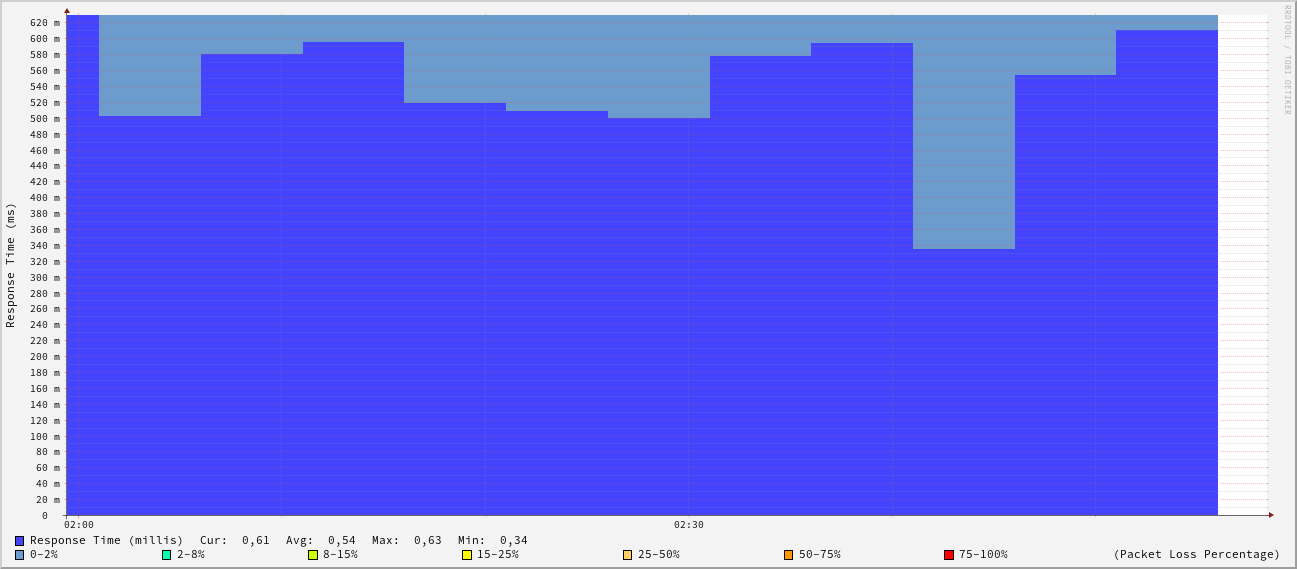 RRDTOOL / TOBI OETIKER
Response Time (ms)
620 m
600 m
580 m
560 m
540 m
520 m
500 m
480 m
460 m
440 m
420 m
400 m
380 m
360 m
340 m
320 m
300 m
280 m
260 m
240 m
220 m
200 m
180 m
160 m
140 m
120 m
100 m
80 m
60 m
40 m
20 m
0
02:00 02:30
Response Time (millis) Cur: 0,61 Avg: 0,54 Max: 0,63 Min: 0,34
0-2% 2-8% 8-15% 15-25% 25-50% 50-75% 75-100% (Packet Loss Percentage)